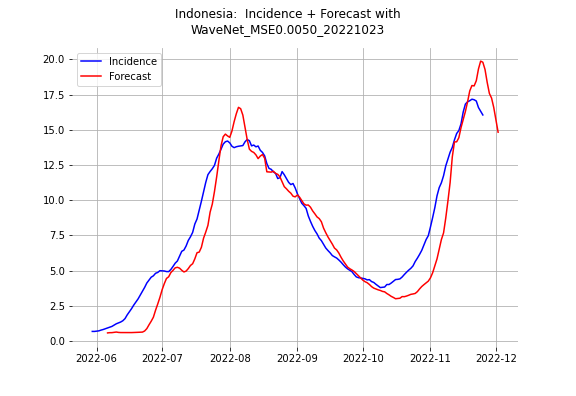 Indonesia:  Incidence + Forecast with
WaveNet_MSE0.0050_20221023
Incidence
Forecast
20.0
17.5
15.0
12.5
10.0
7.5
5.0
2.5
0.0
2022-06 2022-07 2022-08 2022-09 2022-10 2022-11 2022-12